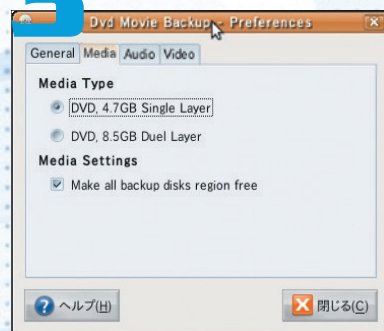 Dvd Movie Backup - Preferences
General Media Audio Video
Media Type
DVD, 4.7GB Single Layer
DVD, 8.5GB Duel Layer
Media Settings
Make all backup disks region free
ヘルプ(H) 閉じる(C)